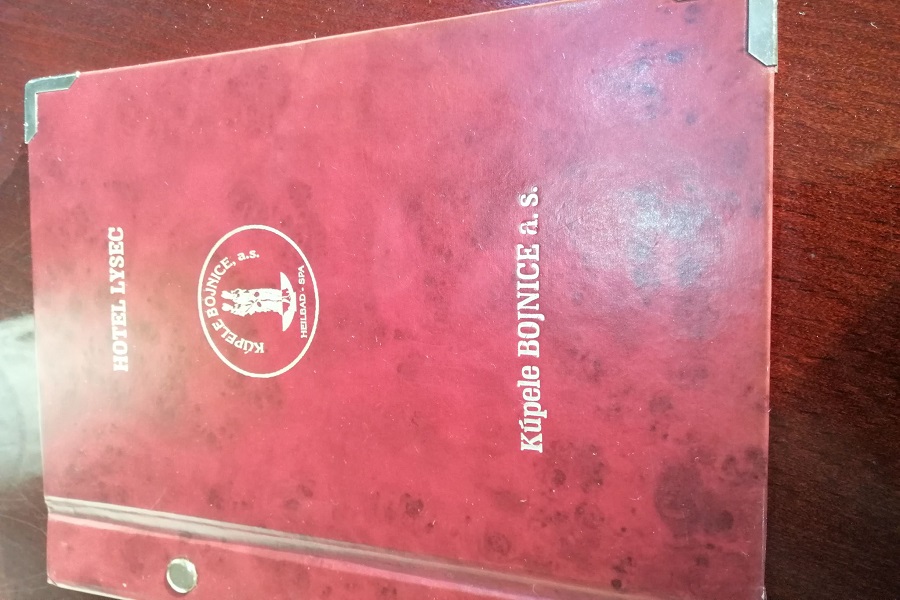 HOTEL LYSEC
KÚPELE BOJNICE, a.s.
HEILBAD - SPA
Kúpele BOJNICE a. s.